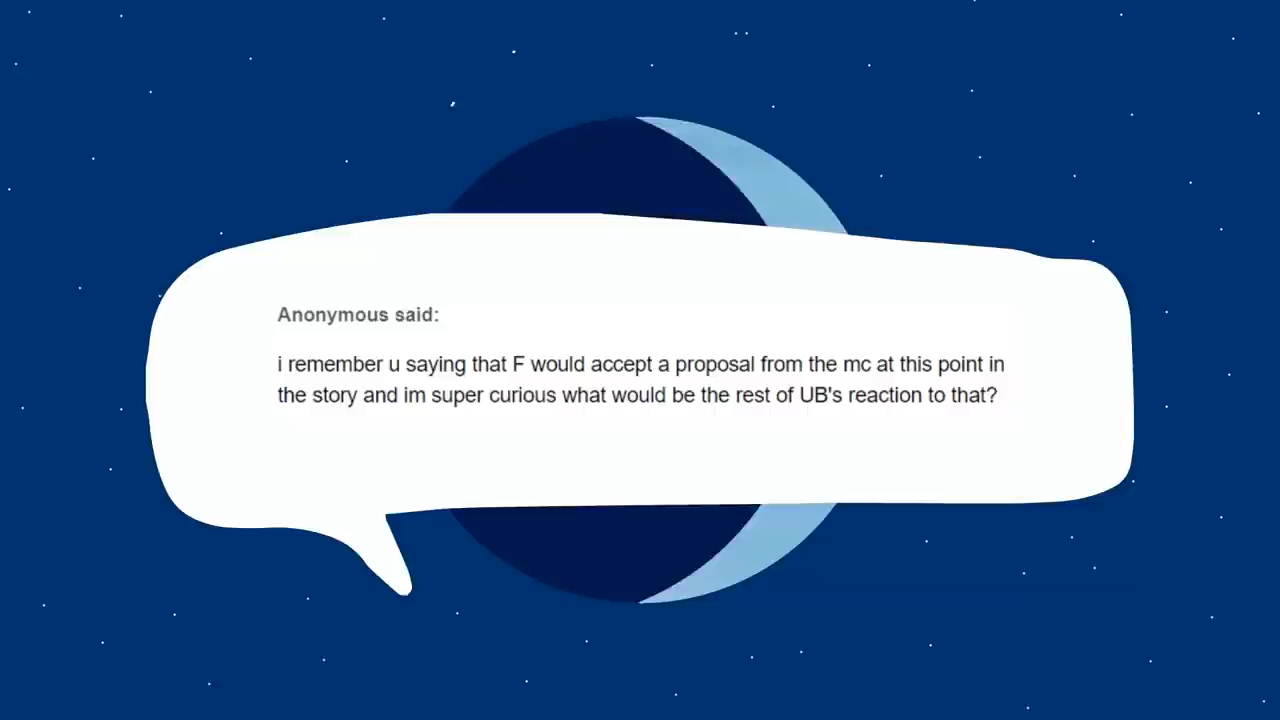 Anonymous said:
i remember u saying that F would accept a proposal from the mc at this point in
the story and im super curious what would be the rest of UB's reaction to that?